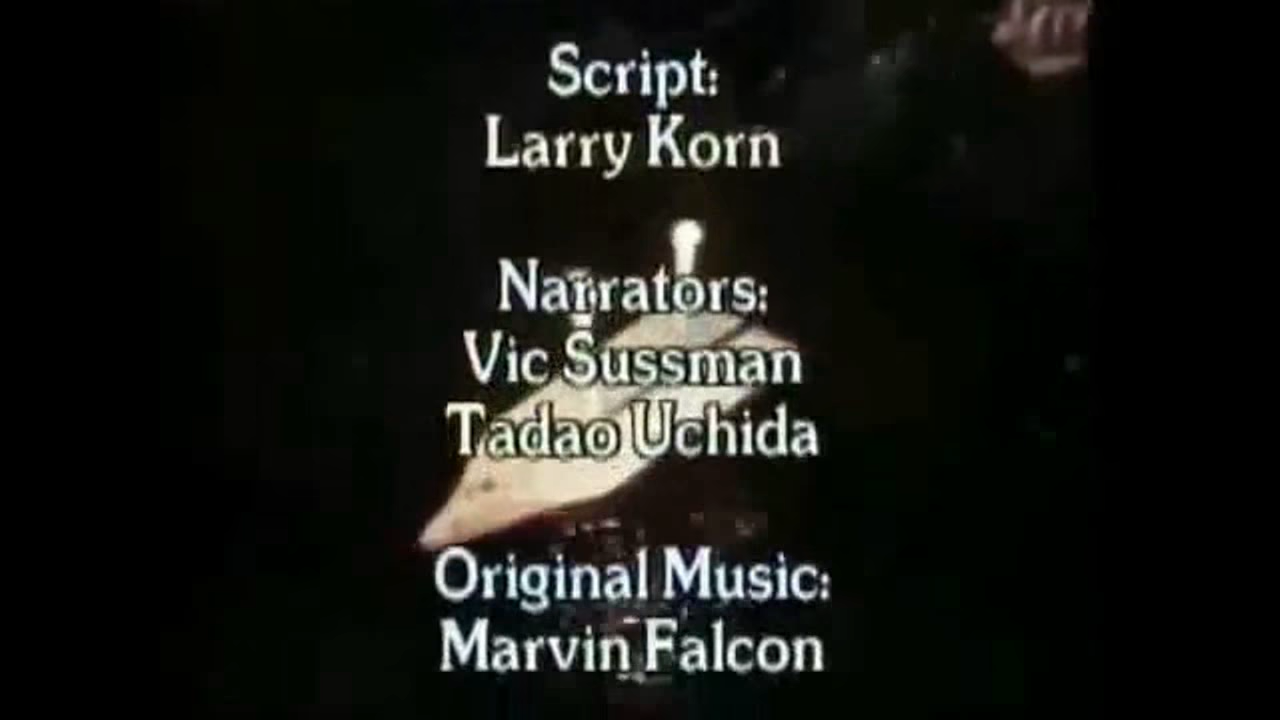 Script:
Larry Korn
Narrators:
Vic Sussman
Tadao Uchida
Original Music:
Marvin Falcon